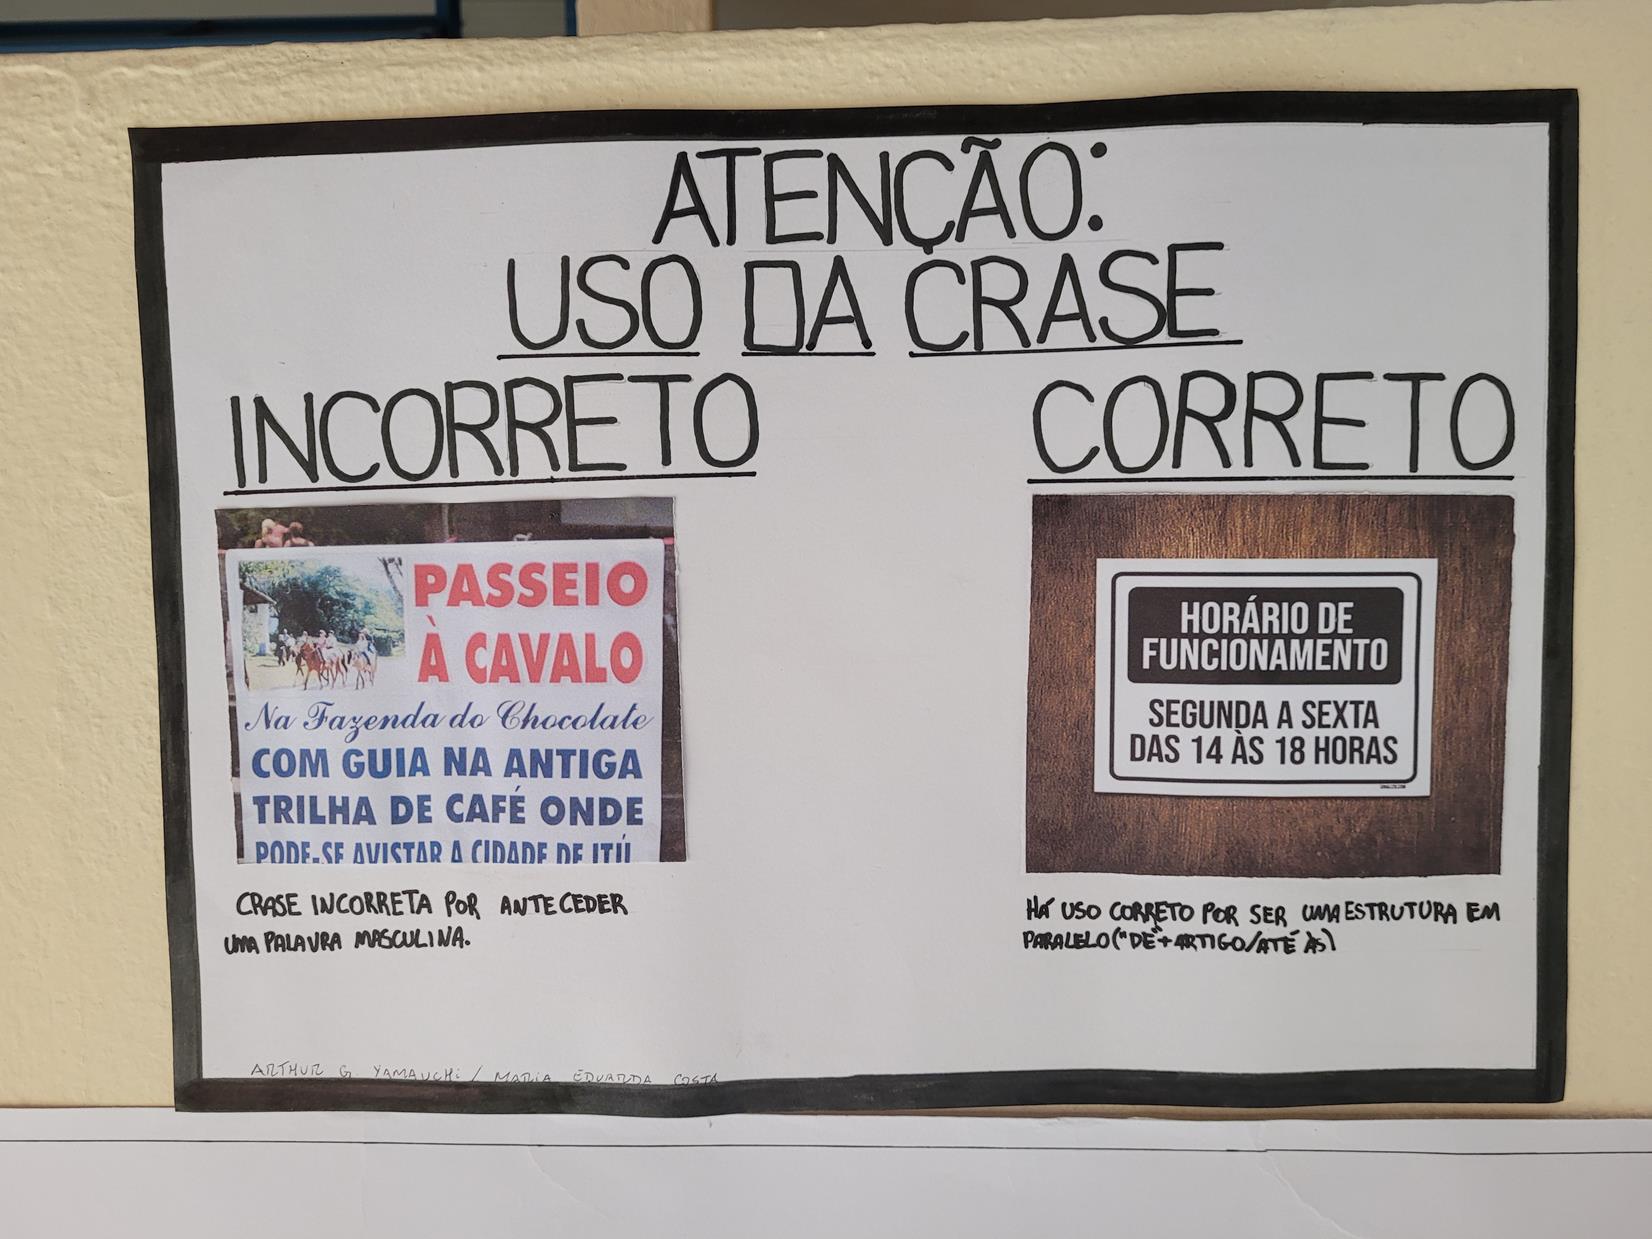 ATENÇÃO:
USO DA CRASE
INCORRETO
PASSEIO
À CAVALO
Na Fazenda do Chocolate
COM GUIA NA ANTIGA
TRILHA DE CAFÉ ONDE
PODE-SE AVISTAR A CIDADE DE ITÚ
CRASE INCORRETA POR ANTECEDER
UMA PALAVRA MASCULINA.
CORRETO
HORÁRIO DE
FUNCIONAMENTO
SEGUNDA A SEXTA
DAS 14 ÀS 18 HORAS
HÁ USO CORRETO POR SER UMA ESTRUTURA EM
PARALELO ("DE"+ARTIGO/ATÉ ÀS)
ARTHUR G. YAMAUCHI / MARIA EDUARDA COSTA